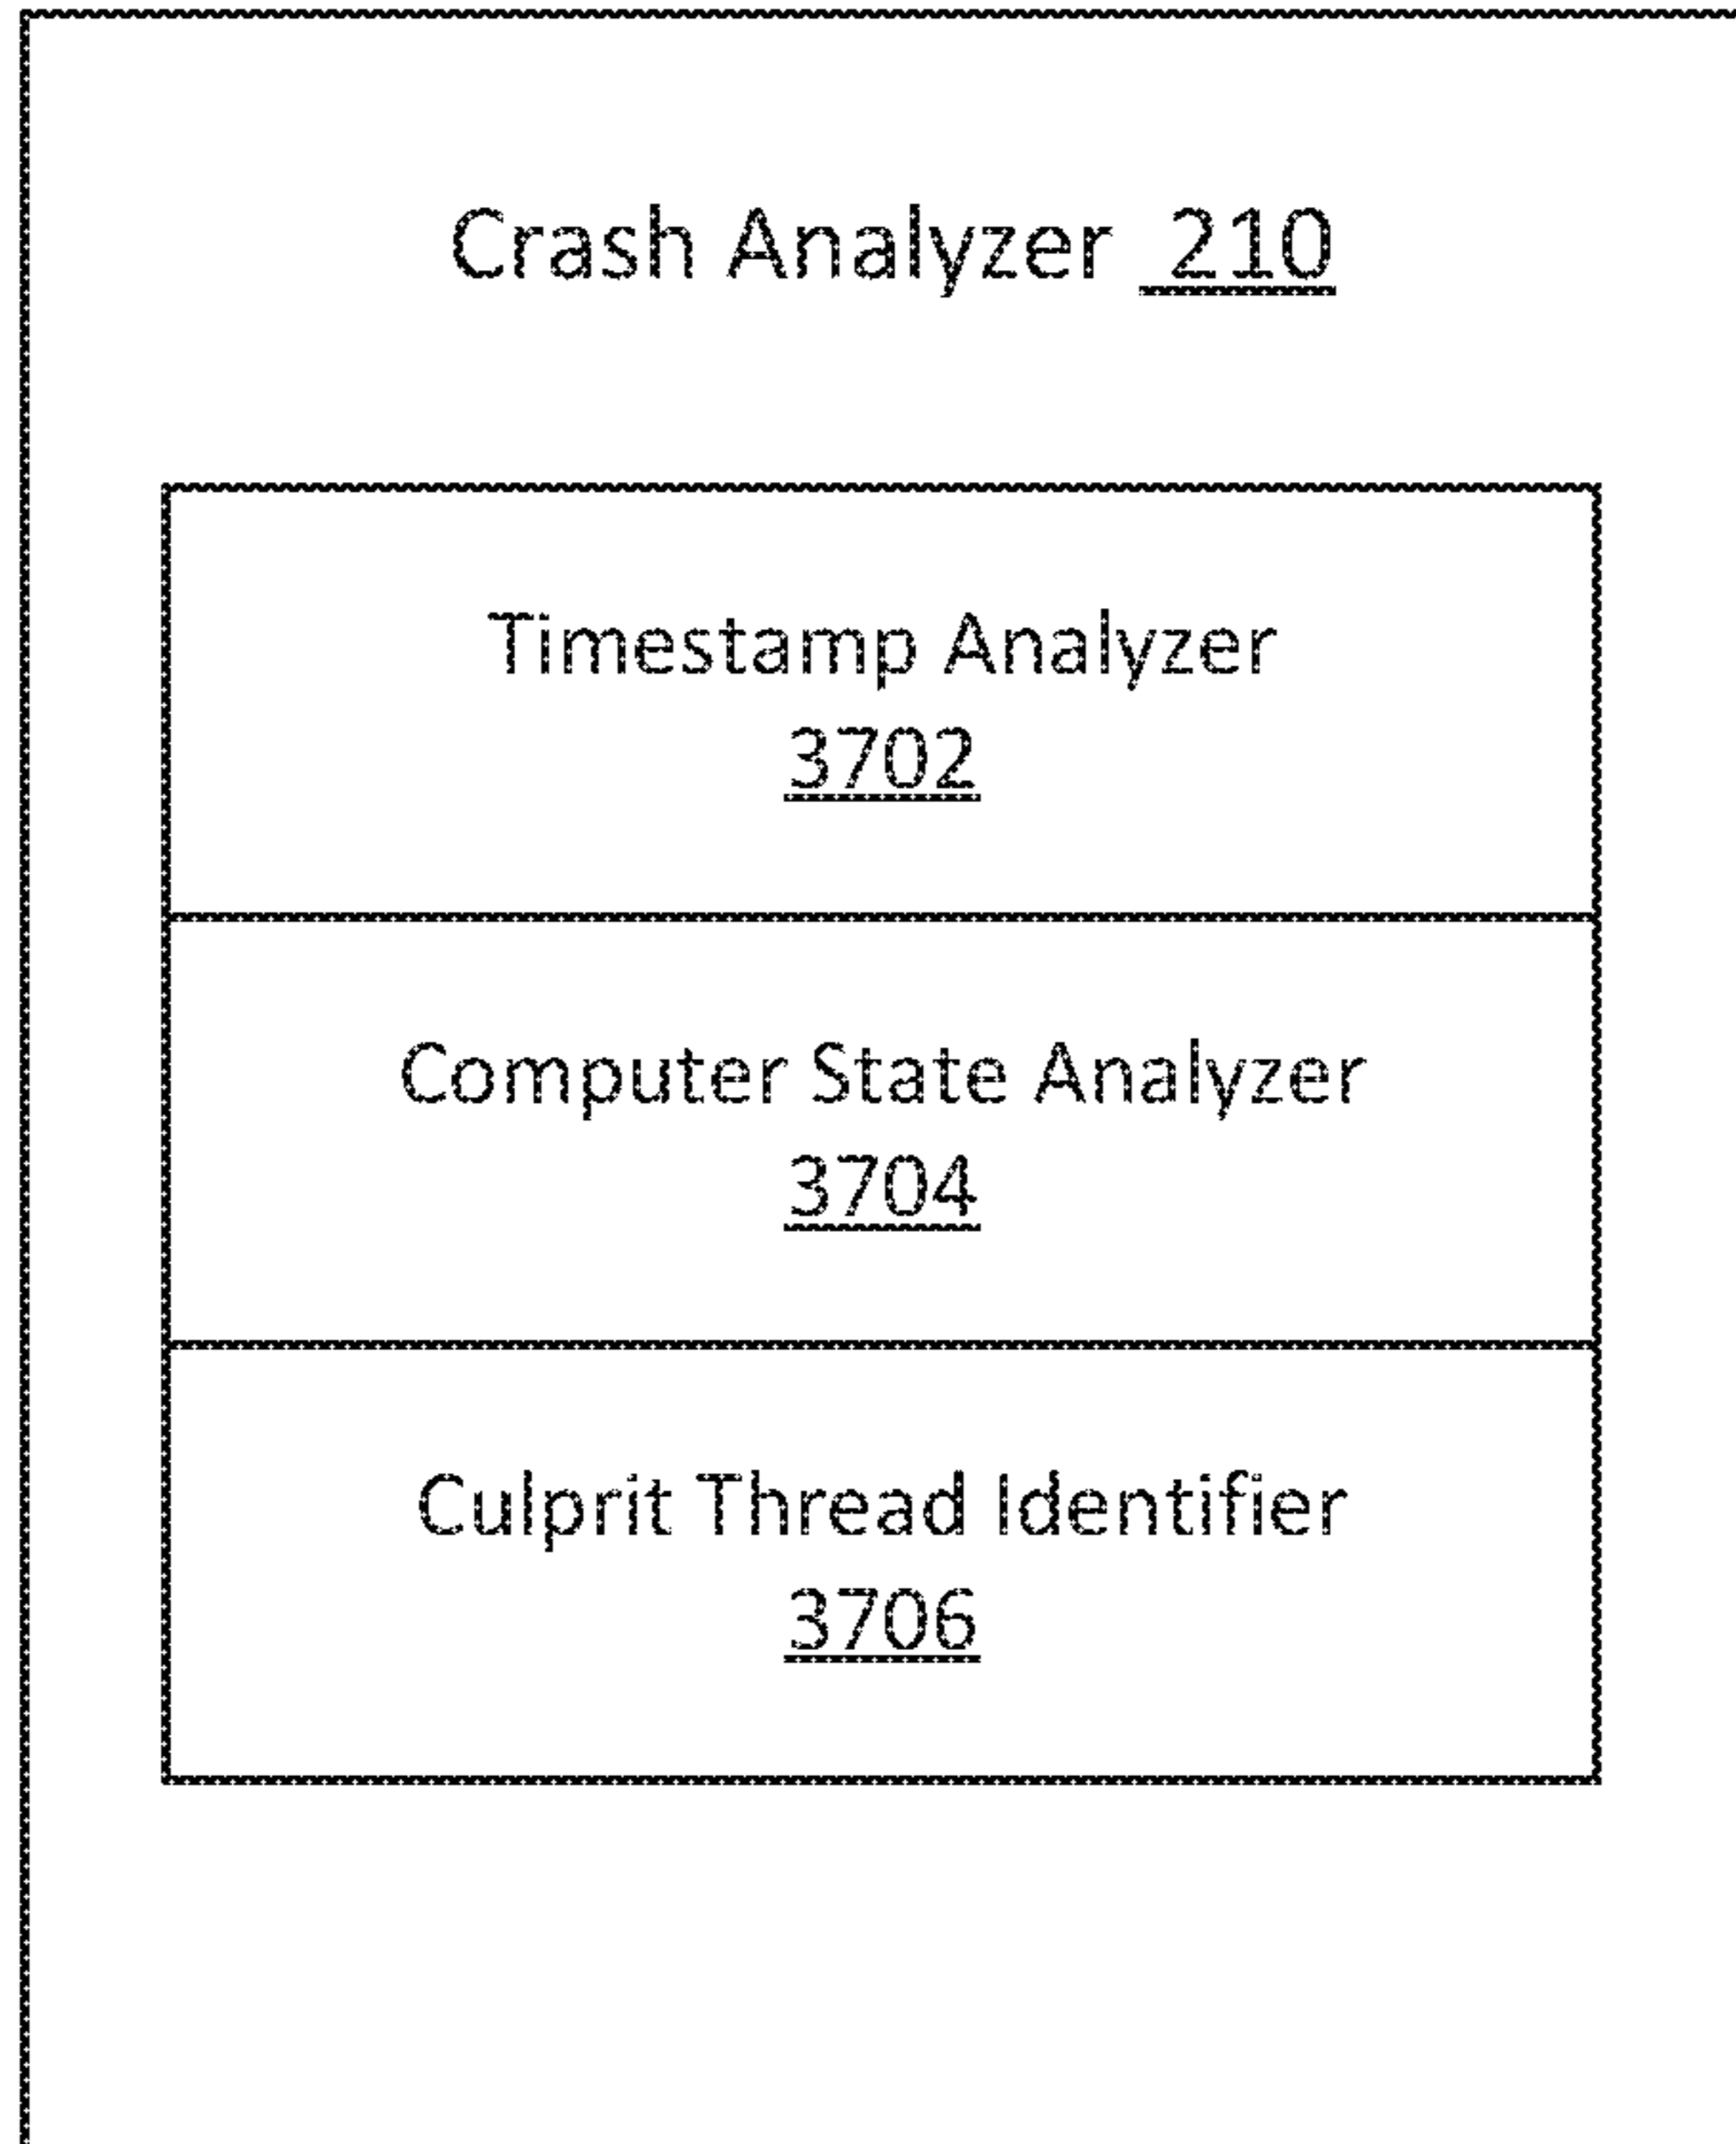 Crash Analyzer 210
Timestamp Analyzer
3702
Computer State Analyzer
3704
Culprit Thread Identifier
3706